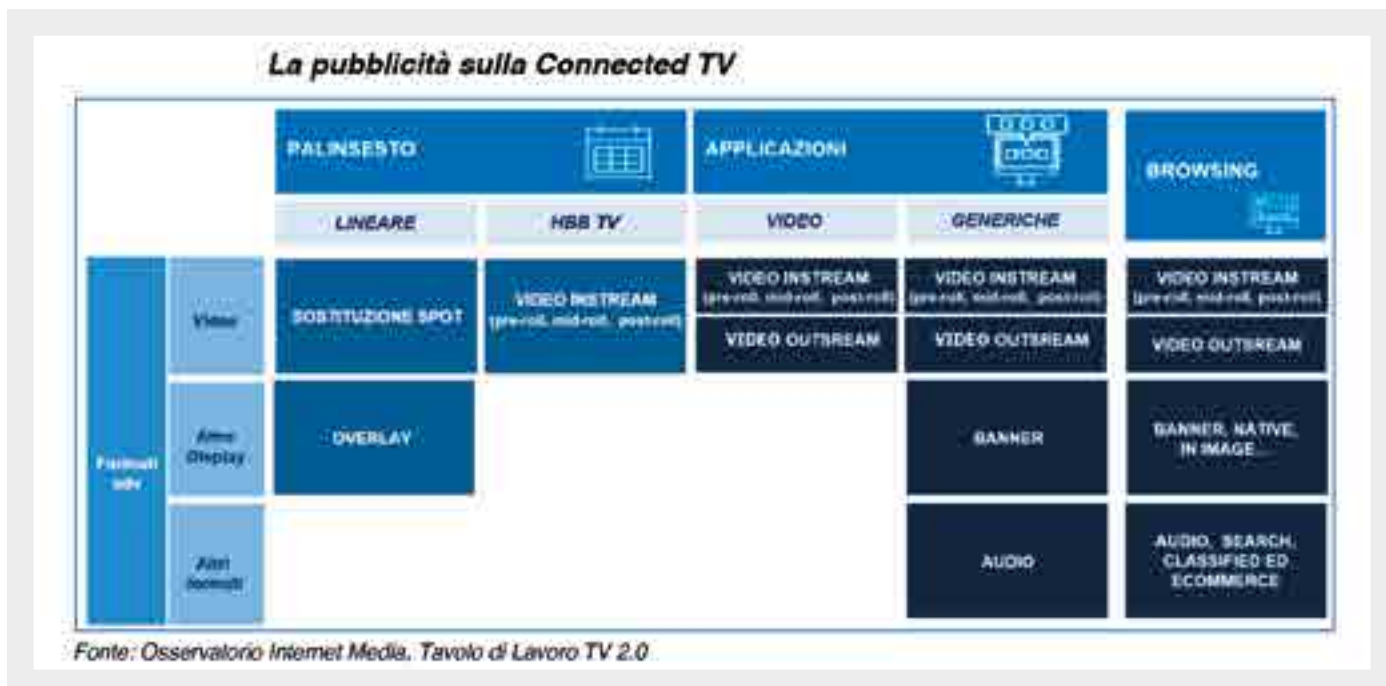 La pubblicità sulla Connected TV
PALINSESTO
APPLICAZIONI
BROWSING
LINEARE
HBB TV
VIDEO
GENERICHE
Formati
adv
Video
SOSTITUZIONE SPOT
VIDEO INSTREAM
(pre-roll, mid-roll, post-roll)
VIDEO INSTREAM
(pre-roll, mid-roll, post-roll)
VIDEO OUTSREAM
VIDEO INSTREAM
(pre-roll, mid-roll, post-roll)
VIDEO OUTSREAM
VIDEO INSTREAM
(pre-roll, mid-roll, post-roll)
VIDEO OUTSREAM
Display
OVERLAY
BANNER
BANNER, NATIVE,
IN IMAGE...
Altri
formati
AUDIO
AUDIO, SEARCH,
CLASSIFIED ED
ECOMMERCE
Fonte: Osservatorio Internet Media, Tavolo di Lavoro TV 2.0